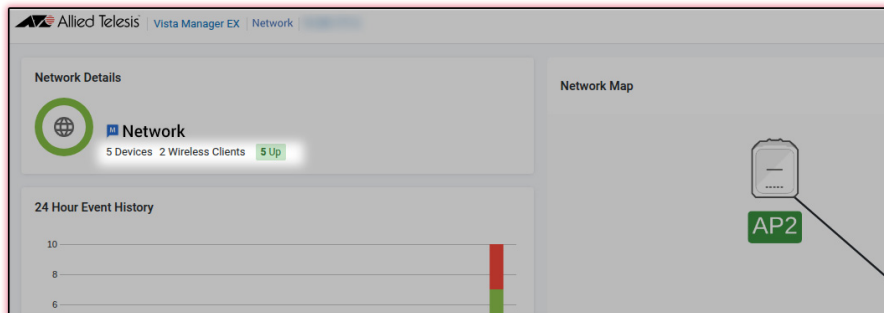 Allied Telesis Vista Manager EX Network
Network Details
M Network
5 Devices 2 Wireless Clients 5 Up
24 Hour Event History
10
8
6
Network Map
AP2